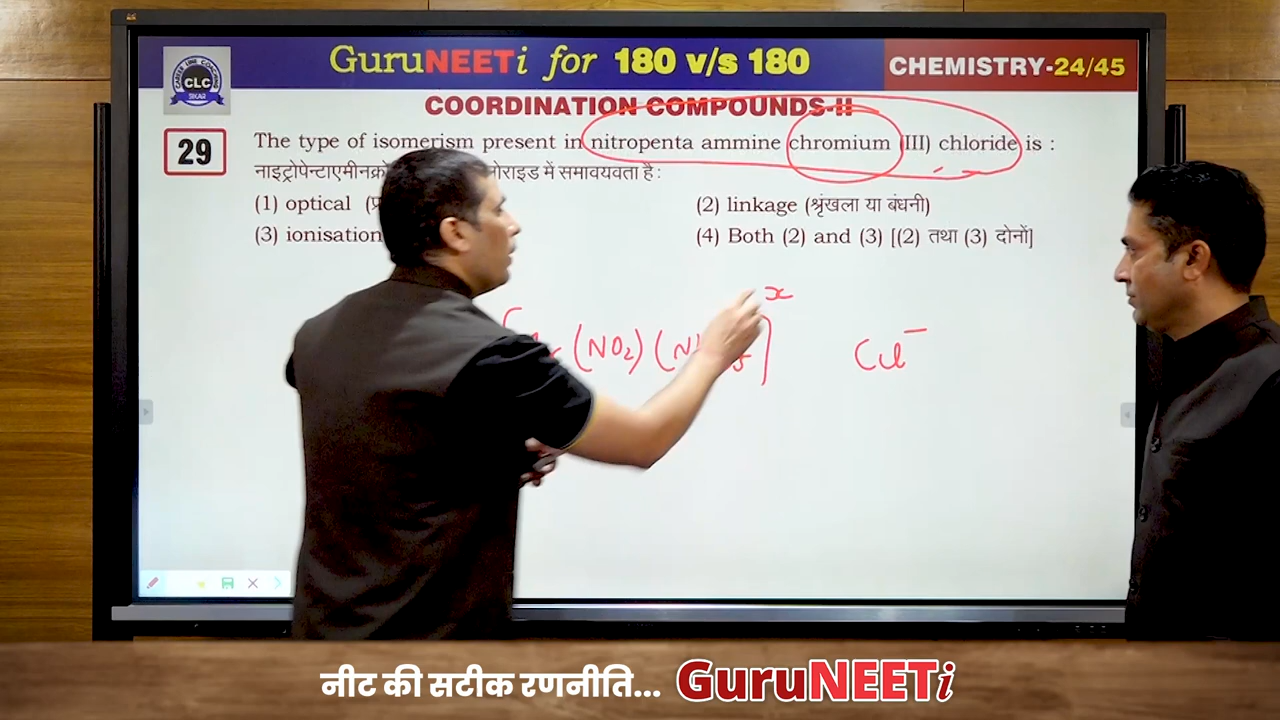 GuruNEETi for 180 v/s 180
CHEMISTRY-24/45
CLC
SIKAR
COORDINATION COMPOUNDS-II
29
The type of isomerism present in nitropenta ammine chromium (III) chloride is :
नाइट्रोपेन्टाएमीनक्रो में समावयवता है :
(1) optical
(2) linkage (श्रृंखला या बंधनी)
(3) ionisation
(4) Both (2) and (3) [(2) तथा (3) दोनों]
(NO₂) ( 5 ]ˣ Cl⁻
नीट की सटीक रणनीति... GuruNEETi